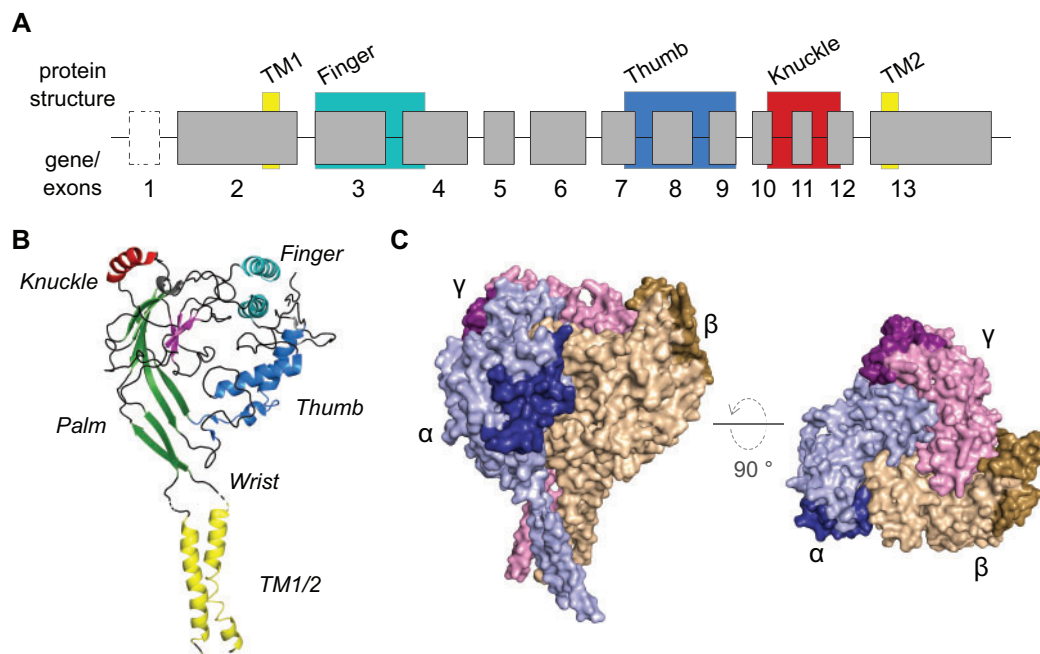 A
protein
structure
TM1
Finger
Thumb
Knuckle
TM2
gene/
exons
1 2 3 4 5 6 7 8 9 10 11 12 13
B
Knuckle
Finger
Palm
Thumb
Wrist
TM1/2
C
γ
β
α
90 °
γ
α
β